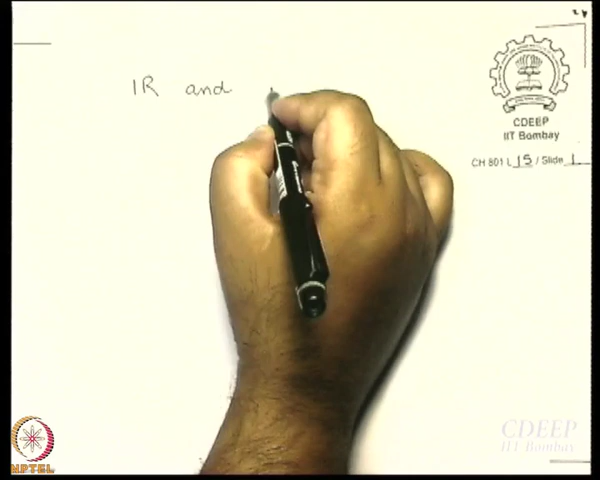 IR and
CDEEP
IIT Bombay
CH 801 L 15 / Slide 1
CDEEP
IIT Bombay
NPTEL